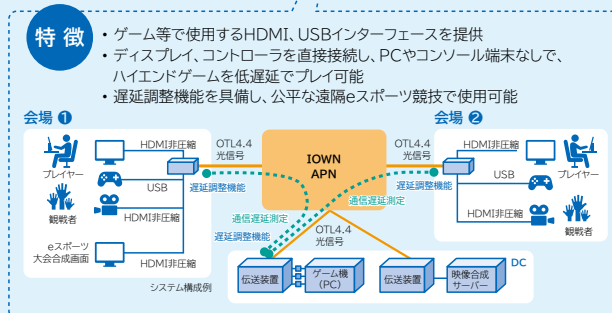 特 徴
・ ゲーム等で使用するHDMI、USBインターフェースを提供
・ ディスプレイ、コントローラを直接接続し、PCやコンソール端末なしで、
ハイエンドゲームを低遅延でプレイ可能
・ 遅延調整機能を具備し、公平な遠隔eスポーツ競技で使用可能
会場 ❶
HDMI非圧縮
プレイヤー
USB
観戦者
HDMI非圧縮
eスポーツ
大会合成画面
HDMI非圧縮
OTL4.4
光信号
遅延調整機能
IOWN
APN
通信遅延測定
通信遅延測定
遅延調整機能
OTL4.4
光信号
OTL4.4
光信号
遅延調整機能
会場 ❷
HDMI非圧縮
プレイヤー
USB
HDMI非圧縮
観戦者
システム構成例
伝送装置
ゲーム機
(PC)
伝送装置
映像合成
サーバー
DC